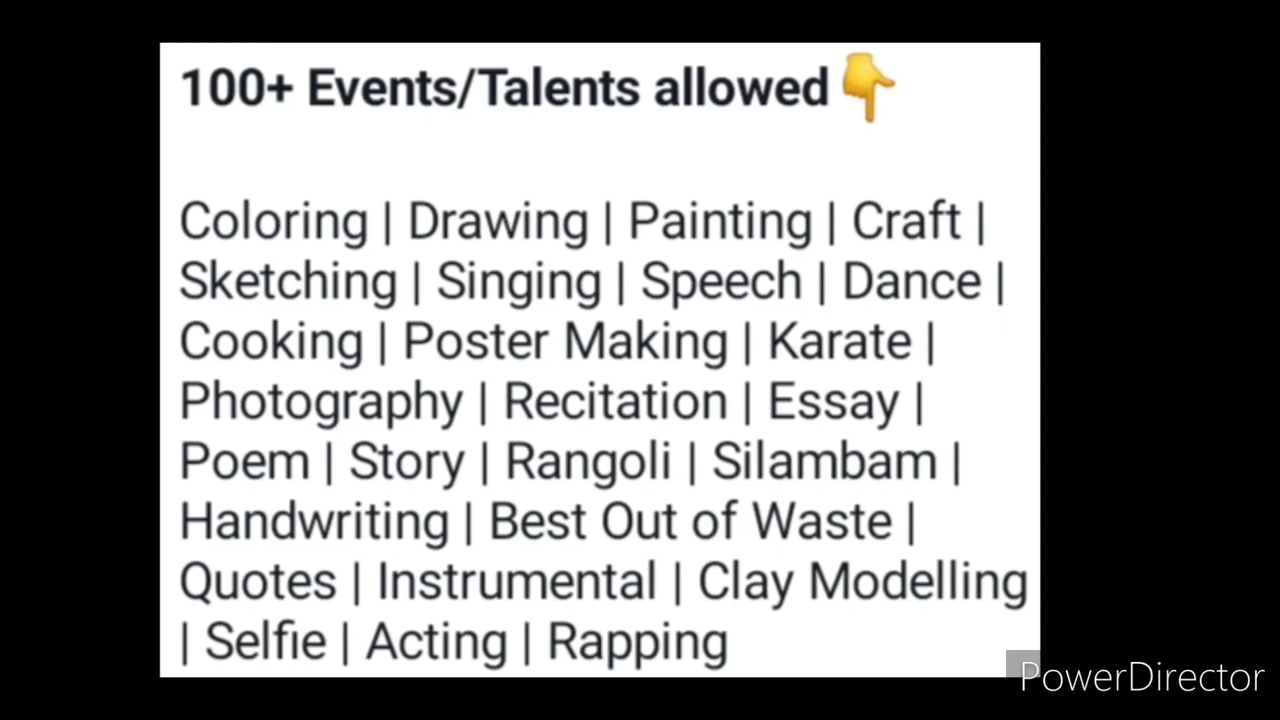 100+ Events/Talents allowed👇
Coloring | Drawing | Painting | Craft |
Sketching | Singing | Speech | Dance |
Cooking | Poster Making | Karate |
Photography | Recitation | Essay |
Poem | Story | Rangoli | Silambam |
Handwriting | Best Out of Waste |
Quotes | Instrumental | Clay Modelling
| Selfie | Acting | Rapping
PowerDirector